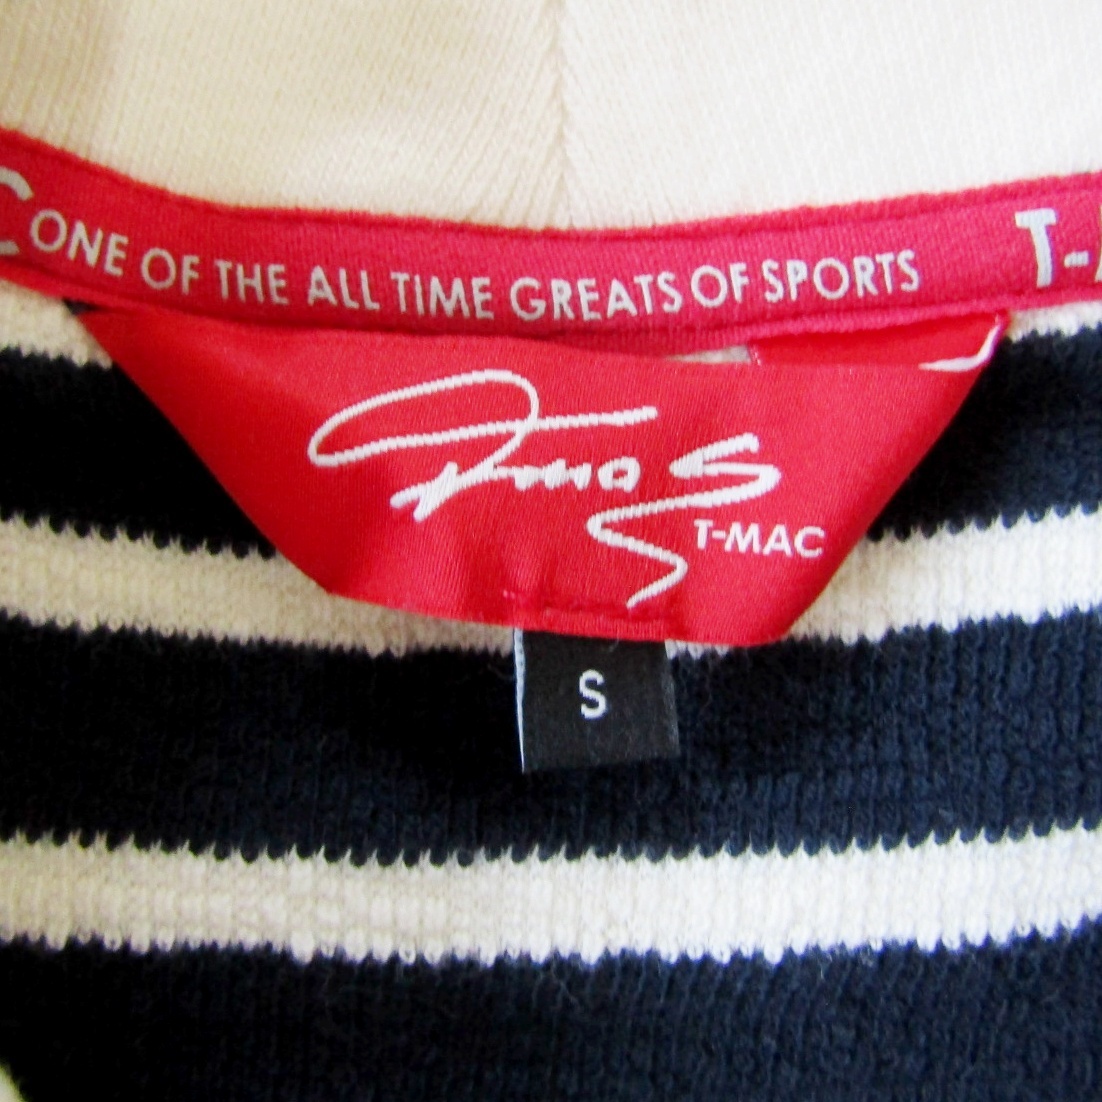 C ONE OF THE ALL TIME GREATS OF SPORTS T-
T-MAC
S